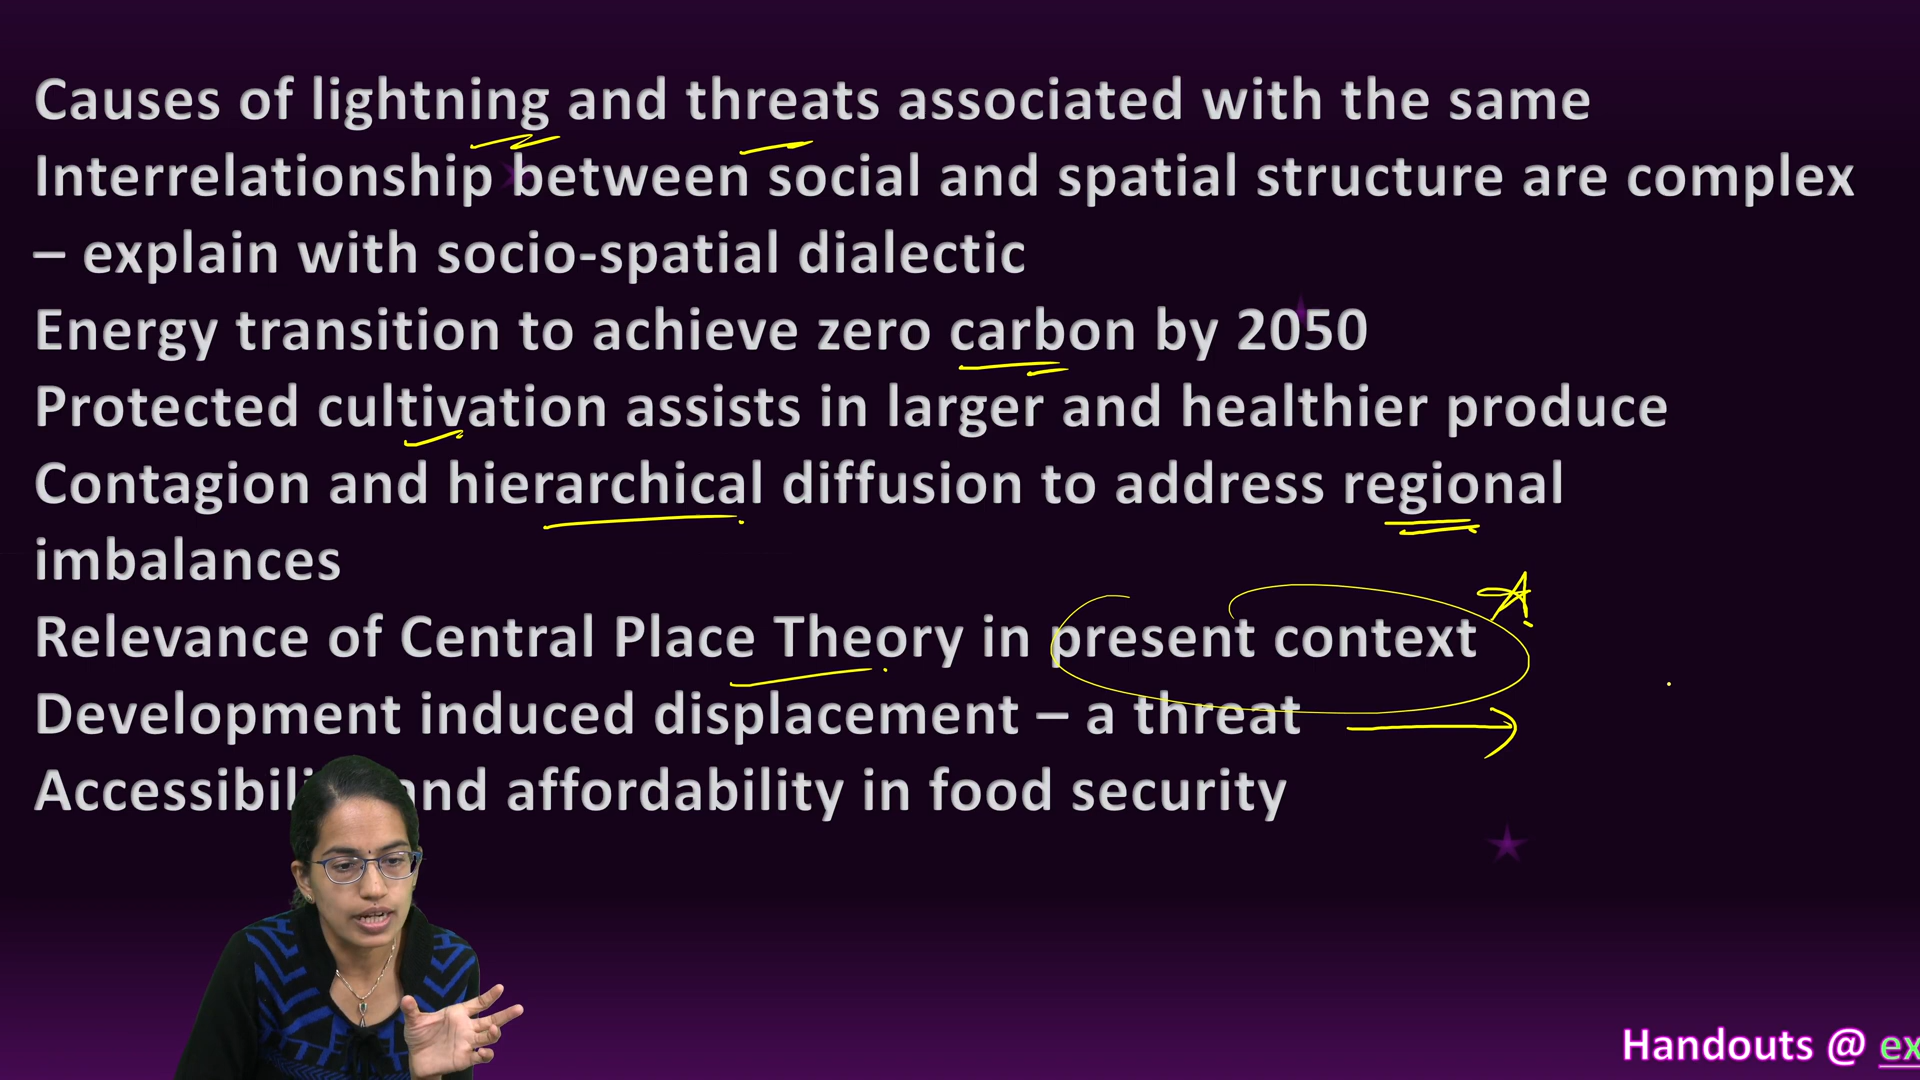 Causes of lightning and threats associated with the same
Interrelationship between social and spatial structure are complex
– explain with socio-spatial dialectic
Energy transition to achieve zero carbon by 2050
Protected cultivation assists in larger and healthier produce
Contagion and hierarchical diffusion to address regional
imbalances
Relevance of Central Place Theory in present context
Development induced displacement – a threat
and affordability in food security
Handouts @